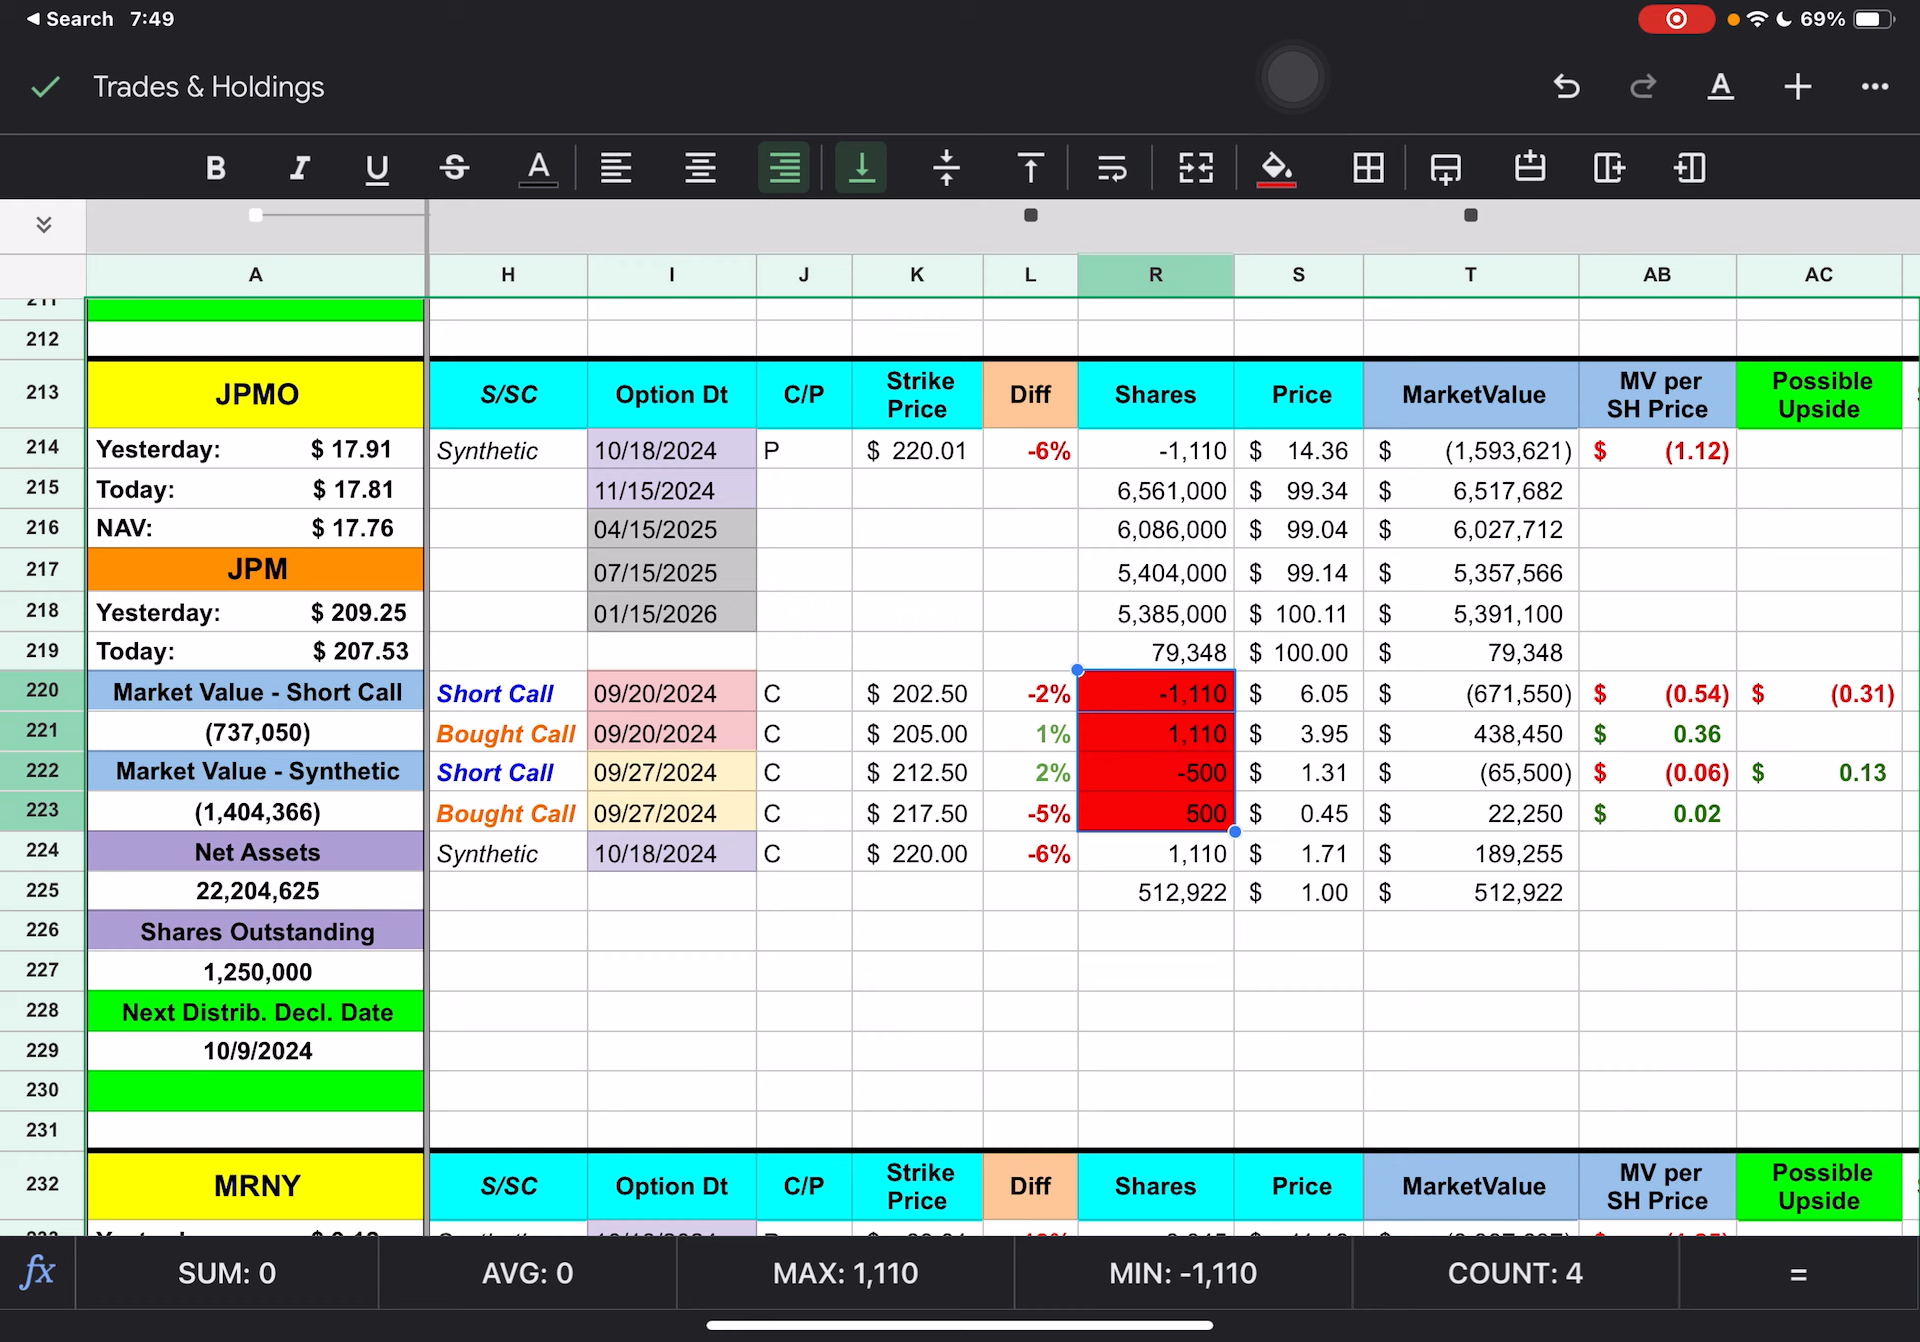 Search 7:49 69%
Trades & Holdings
B I U S A
A H I J K L R S T AB AC
212
213 JPMO S/SC Option Dt C/P Strike Price Diff Shares Price MarketValue MV per SH Price Possible Upside
214 Yesterday: $ 17.91 Synthetic 10/18/2024 P $ 220.01 -6% -1,110 $ 14.36 $ (1,593,621) $ (1.12)
215 Today: $ 17.81 11/15/2024 6,561,000 $ 99.34 $ 6,517,682
216 NAV: $ 17.76 04/15/2025 6,086,000 $ 99.04 $ 6,027,712
217 JPM 07/15/2025 5,404,000 $ 99.14 $ 5,357,566
218 Yesterday: $ 209.25 01/15/2026 5,385,000 $ 100.11 $ 5,391,100
219 Today: $ 207.53 79,348 $ 100.00 $ 79,348
220 Market Value - Short Call Short Call 09/20/2024 C $ 202.50 -2% -1,110 $ 6.05 $ (671,550) $ (0.54) $ (0.31)
221 (737,050) Bought Call 09/20/2024 C $ 205.00 1% 1,110 $ 3.95 $ 438,450 $ 0.36
222 Market Value - Synthetic Short Call 09/27/2024 C $ 212.50 2% -500 $ 1.31 $ (65,500) $ (0.06) $ 0.13
223 (1,404,366) Bought Call 09/27/2024 C $ 217.50 -5% 500 $ 0.45 $ 22,250 $ 0.02
224 Net Assets Synthetic 10/18/2024 C $ 220.00 -6% 1,110 $ 1.71 $ 189,255
225 22,204,625 512,922 $ 1.00 $ 512,922
226 Shares Outstanding
227 1,250,000
228 Next Distrib. Decl. Date
229 10/9/2024
230
231
232 MRNY S/SC Option Dt C/P Strike Price Diff Shares Price MarketValue MV per SH Price Possible Upside
fx SUM: 0 AVG: 0 MAX: 1,110 MIN: -1,110 COUNT: 4 =